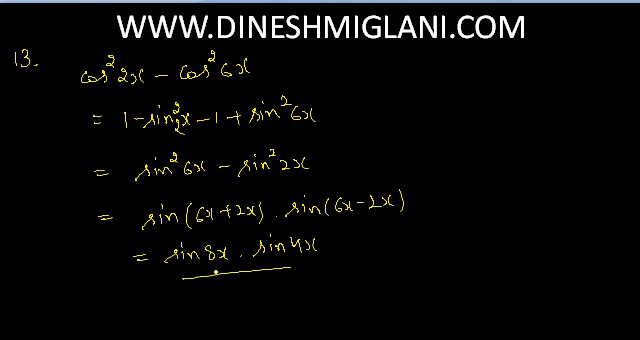 WWW.DINESHMIGLANI.COM
13. cos²2x − cos²6x
= 1 − sin²2x − 1 + sin²6x
= sin²6x − sin²2x
= sin(6x+2x) . sin(6x−2x)
= sin8x . sin4x